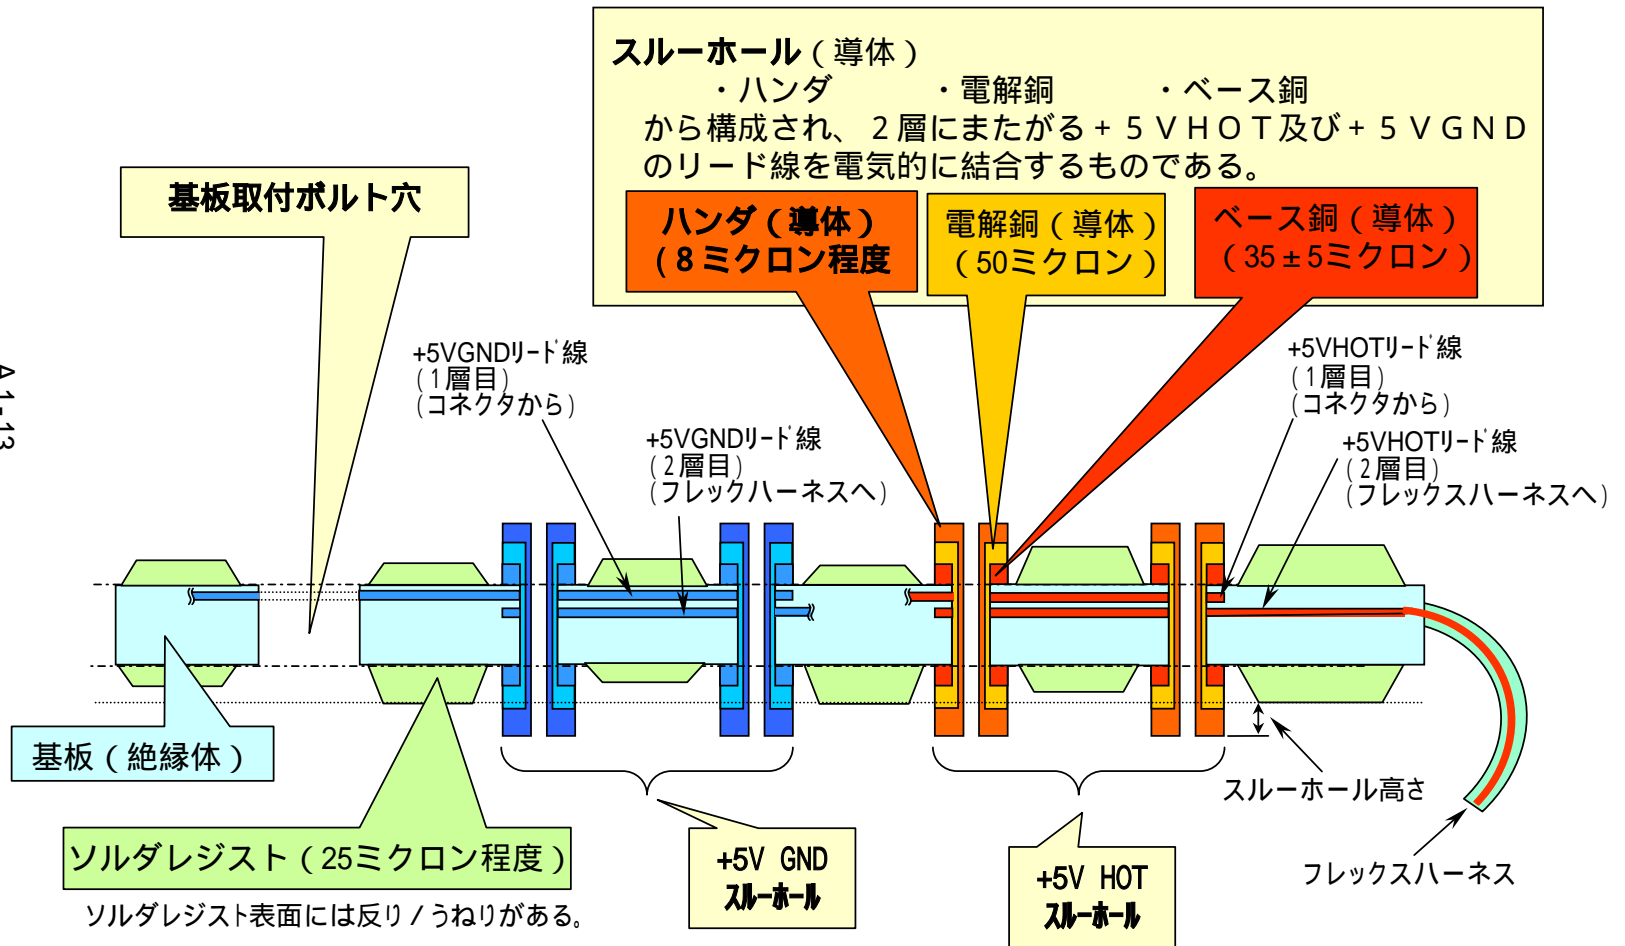 スルーホール（導体）
・ハンダ　・電解銅　・ベース銅
から構成され、２層にまたがる+５ＶＨＯＴ及び+５ＶＧＮＤ
のリード線を電気的に結合するものである。
ハンダ（導体）
（８ミクロン程度
電解銅（導体）
（50ミクロン）
ベース銅（導体）
（35±5ミクロン）
基板取付ボルト穴
+5VGNDリード線
（1層目）
（コネクタから）
+5VGNDリード線
（2層目）
（フレックハーネスへ）
+5VHOTリード線
（1層目）
（コネクタから）
+5VHOTリード線
（2層目）
（フレックスハーネスへ）
A1-13
基板（絶縁体）
ソルダレジスト（25ミクロン程度）
ソルダレジスト表面には反り／うねりがある。
+5V GND
スルーホール
+5V HOT
スルーホール
スルーホール高さ
フレックスハーネス